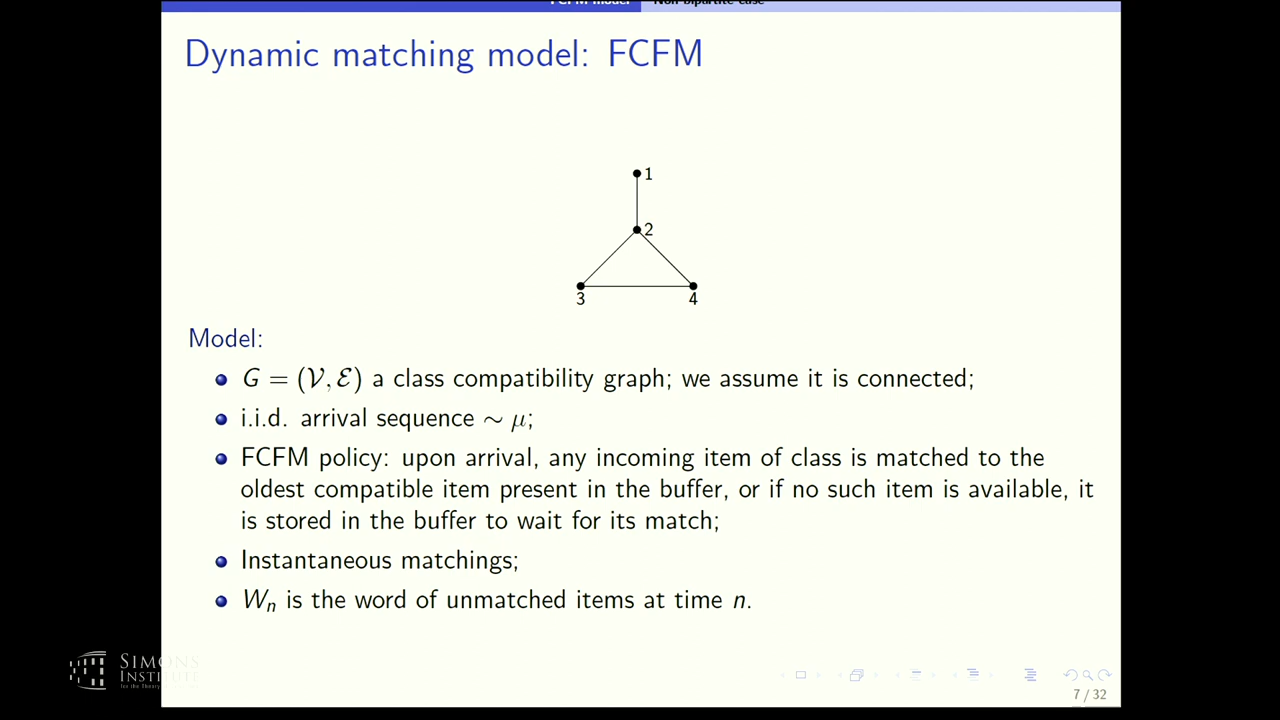 FCFM model Non-bipartite case
Dynamic matching model: FCFM
1
2
3 4
Model:
G = (𝒱, ℰ) a class compatibility graph; we assume it is connected;
i.i.d. arrival sequence ∼ μ;
FCFM policy: upon arrival, any incoming item of class is matched to the
oldest compatible item present in the buffer, or if no such item is available, it
is stored in the buffer to wait for its match;
Instantaneous matchings;
Wₙ is the word of unmatched items at time n.
SIMONS
INSTITUTE
7 / 32